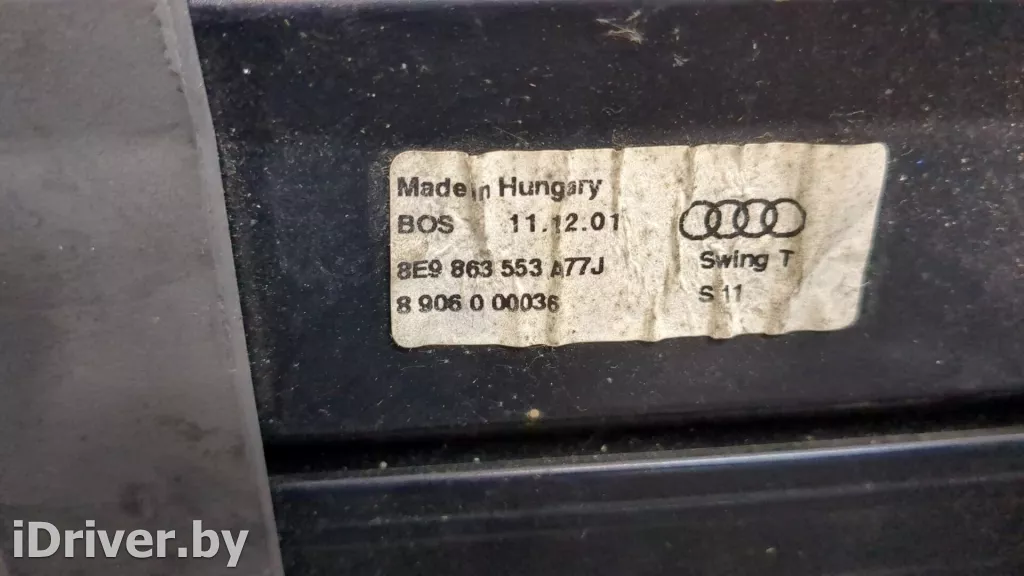 Made in Hungary
BOS 11.12.01
8E9 863 553 A77J
Swing T
8 906 0 00036
S 11
iDriver.by